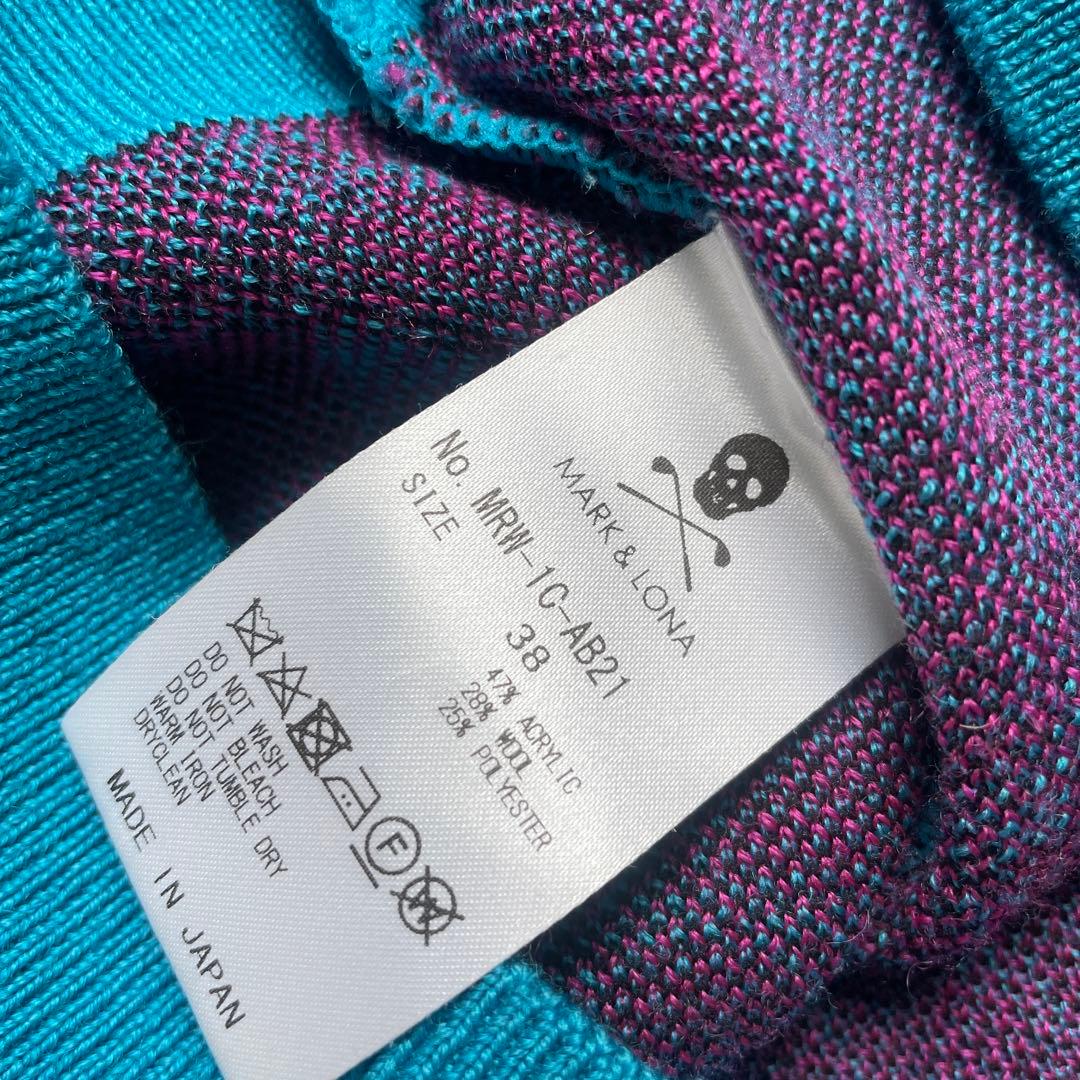 MARK & LONA
No. MRW-1C-AB21
SIZE 38
47% ACRYLIC
28% WOOL
25% POLYESTER
F
W
DO NOT WASH
DO NOT BLEACH
DO NOT TUMBLE DRY
WARM IRON
DRYCLEAN
MADE IN JAPAN